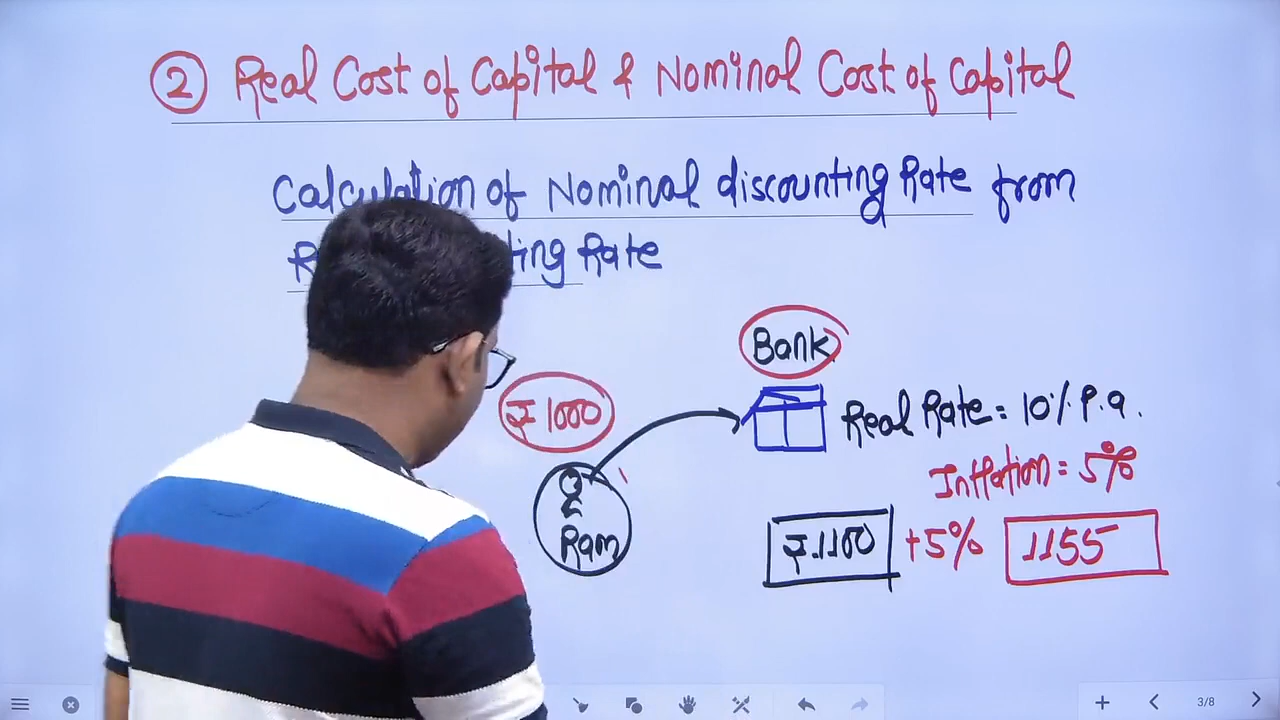 ② Real Cost of Capital & Nominal Cost of Capital
Calculation of Nominal discounting Rate from
Rate
Bank
₹ 1000
Real Rate = 10% P.a.
Inflation = 5%
Ram
₹ 1100 +5% 1155
3/8